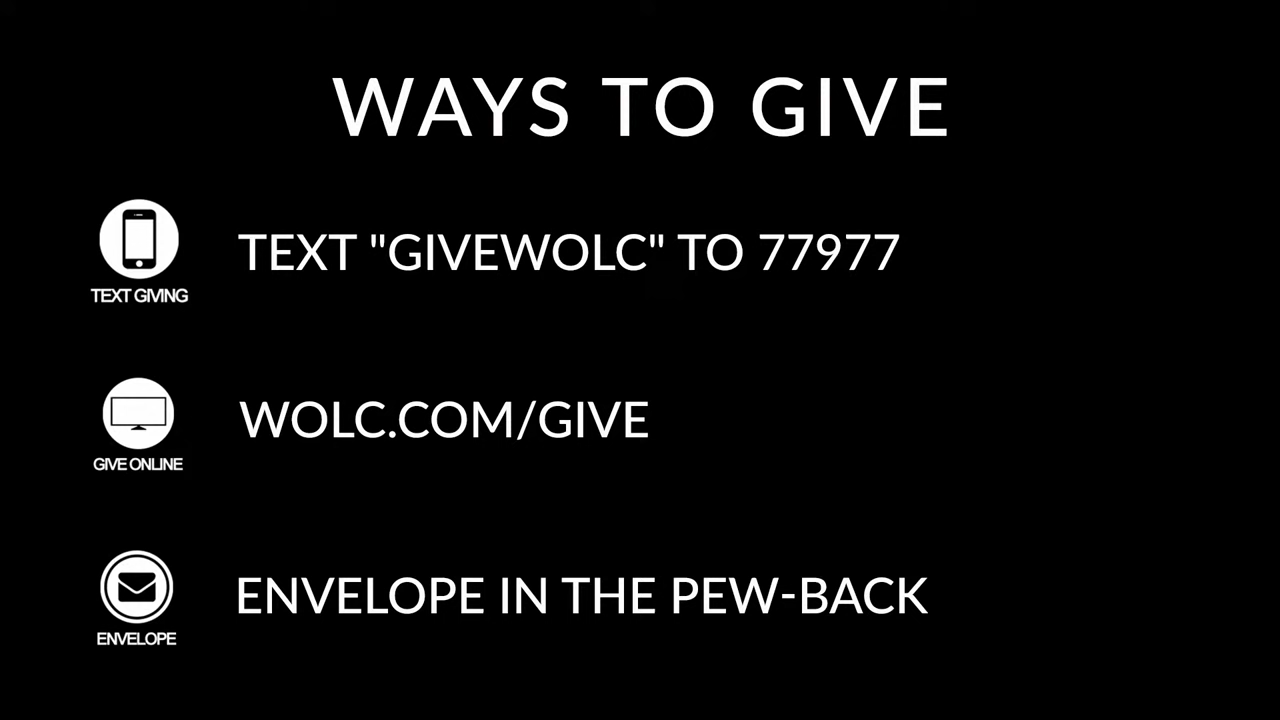 WAYS TO GIVE
TEXT "GIVEWOLC" TO 77977
TEXT GIVING
WOLC.COM/GIVE
GIVE ONLINE
ENVELOPE IN THE PEW-BACK
ENVELOPE